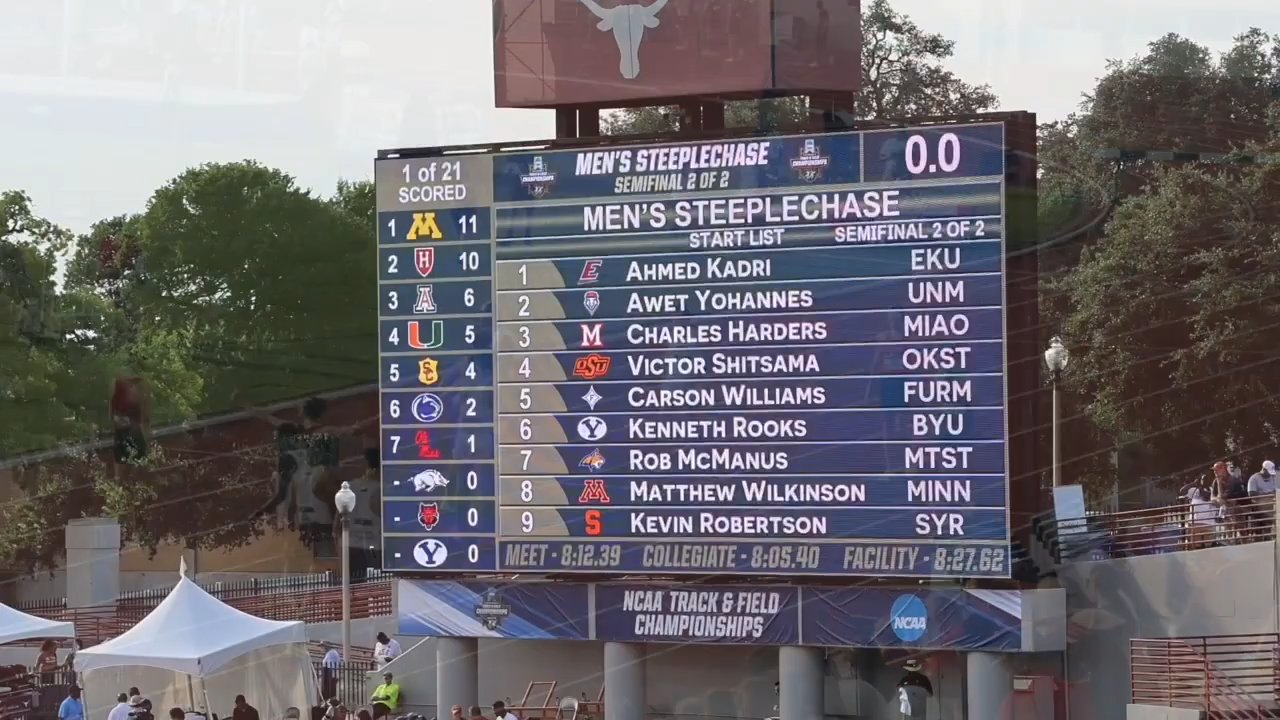 1 of 21
SCORED
1 M 11
2 H 10
3 A 6
4 U 5
5 SC 4
6 2
7 Ole Miss 1
- 0
- 0
- Y 0
MEN'S STEEPLECHASE
SEMIFINAL 2 OF 2
0.0
MEN'S STEEPLECHASE
START LIST SEMIFINAL 2 OF 2
1 E AHMED KADRI EKU
2 AWET YOHANNES UNM
3 M CHARLES HARDERS MIAO
4 OSU VICTOR SHITSAMA OKST
5 CARSON WILLIAMS FURM
6 Y KENNETH ROOKS BYU
7 ROB MCMANUS MTST
8 M MATTHEW WILKINSON MINN
9 S KEVIN ROBERTSON SYR
MEET - 8:12.39 COLLEGIATE - 8:05.40 FACILITY - 8:27.62
NCAA TRACK & FIELD
CHAMPIONSHIPS
NCAA